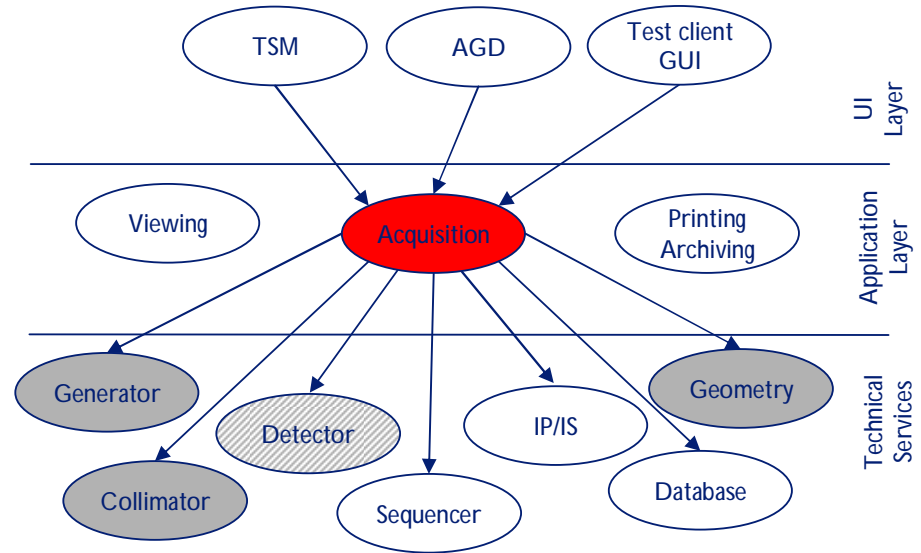 TSM
AGD
Test client
GUI
UI
Layer
Viewing
Acquisition
Printing
Archiving
Application
Layer
Generator
Detector
IP/IS
Geometry
Collimator
Sequencer
Database
Technical
Services